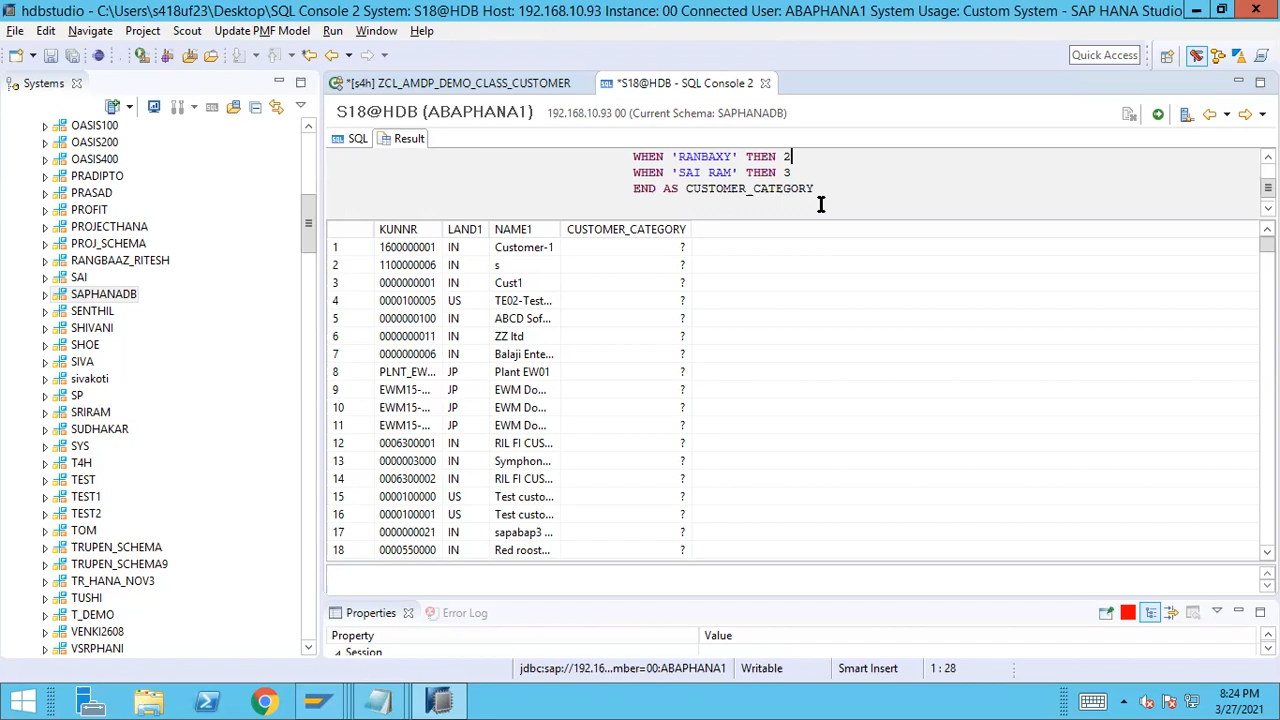 hdbstudio - C:\Users\s418uf23\Desktop\SQL Console 2 System: S18@HDB Host: 192.168.10.93 Instance: 00 Connected User: ABAPHANA1 System Usage: Custom System - SAP HANA Studio
File Edit Navigate Project Scout Update PMF Model Run Window Help
Quick Access
Systems
*[s4h] ZCL_AMDP_DEMO_CLASS_CUSTOMER
*S18@HDB - SQL Console 2
S18@HDB (ABAPHANA1) 192.168.10.93 00 (Current Schema: SAPHANADB)
SQL Result
OASIS100
OASIS200
OASIS400
PRADIPTO
PRASAD
PROFIT
PROJECTHANA
PROJ_SCHEMA
RANGBAAZ_RITESH
SAI
SAPHANADB
SENTHIL
SHIVANI
SHOE
SIVA
sivakoti
SP
SRIRAM
SUDHAKAR
SYS
T4H
TEST
TEST1
TEST2
TOM
TRUPEN_SCHEMA
TRUPEN_SCHEMA9
TR_HANA_NOV3
TUSHI
T_DEMO
VENKI2608
VSRPHANI
WHEN 'RANBAXY' THEN 2
WHEN 'SAI RAM' THEN 3
END AS CUSTOMER_CATEGORY
KUNNR LAND1 NAME1 CUSTOMER_CATEGORY
1 1600000001 IN Customer-1 ?
2 1100000006 IN s ?
3 0000000001 IN Cust1 ?
4 0000100005 US TE02-Test... ?
5 0000000100 IN ABCD Sof... ?
6 0000000011 IN ZZ ltd ?
7 0000000006 IN Balaji Ente... ?
8 PLNT_EW... JP Plant EW01 ?
9 EWM15-... JP EWM Do... ?
10 EWM15-... JP EWM Do... ?
11 EWM15-... JP EWM Do... ?
12 0006300001 IN RIL FI CUS... ?
13 0000003000 IN Symphon... ?
14 0006300002 IN RIL FI CUS... ?
15 0000100000 US Test custo... ?
16 0000100001 US Test custo... ?
17 0000000021 IN sapabap3 ... ?
18 0000550000 IN Red roost... ?
Properties Error Log
Property Value
Session
jdbc:sap://192.16...mber=00:ABAPHANA1 Writable Smart Insert 1 : 28
8:24 PM
3/27/2021